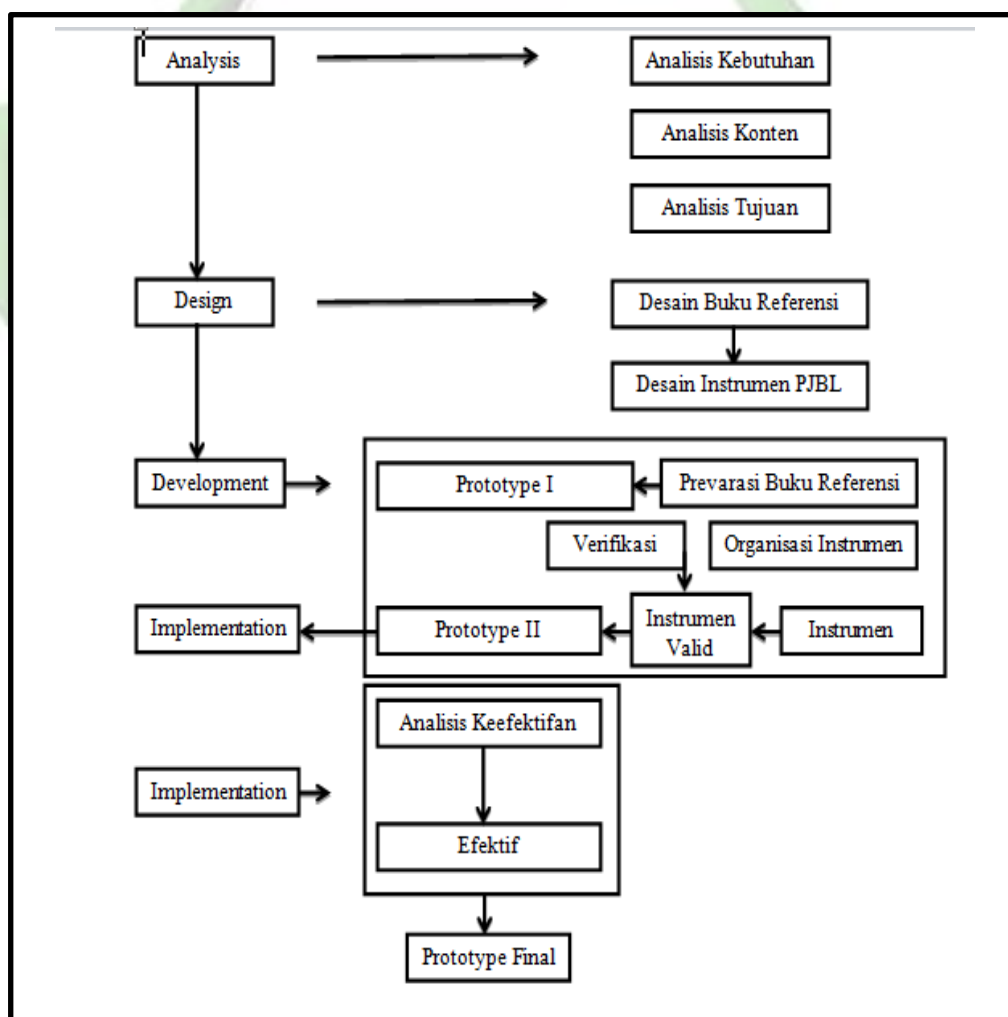 Analysis
Analisis Kebutuhan
Analisis Konten
Analisis Tujuan
Design
Desain Buku Referensi
Desain Instrumen PJBL
Development
Prototype I
Prevarasi Buku Referensi
Verifikasi
Organisasi Instrumen
Implementation
Prototype II
Instrumen
Valid
Instrumen
Analisis Keefektifan
Implementation
Efektif
Prototype Final